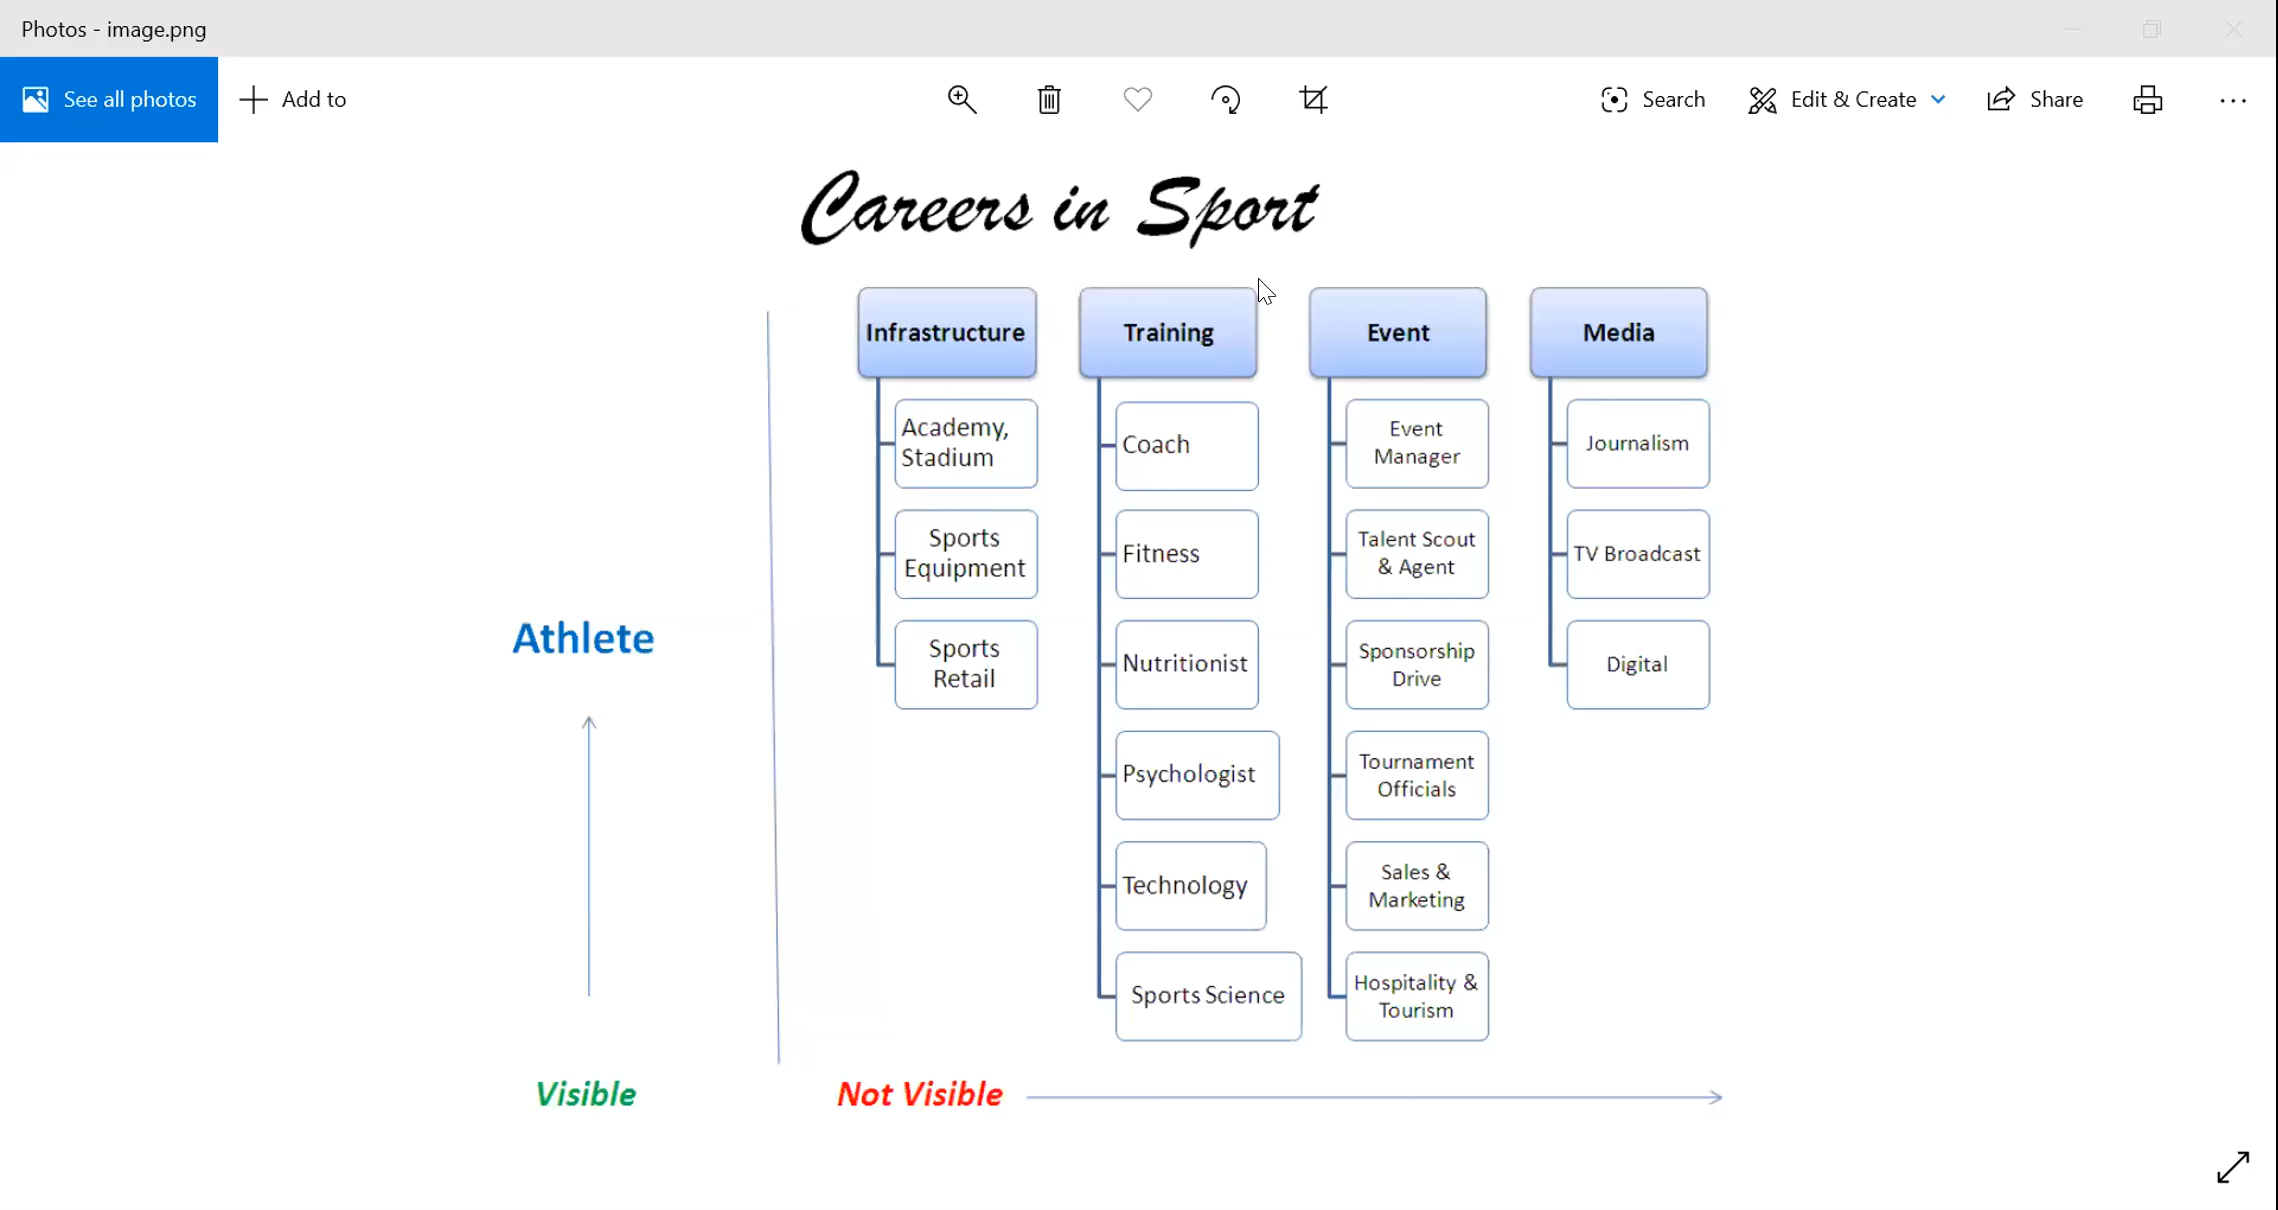 Photos - image.png
See all photos
Add to
Search
Edit & Create
Share
Careers in Sport
Infrastructure
Academy,
Stadium
Sports
Equipment
Sports
Retail
Training
Coach
Fitness
Nutritionist
Psychologist
Technology
Sports Science
Event
Event
Manager
Talent Scout
& Agent
Sponsorship
Drive
Tournament
Officials
Sales &
Marketing
Hospitality &
Tourism
Media
Journalism
TV Broadcast
Digital
Athlete
Visible
Not Visible